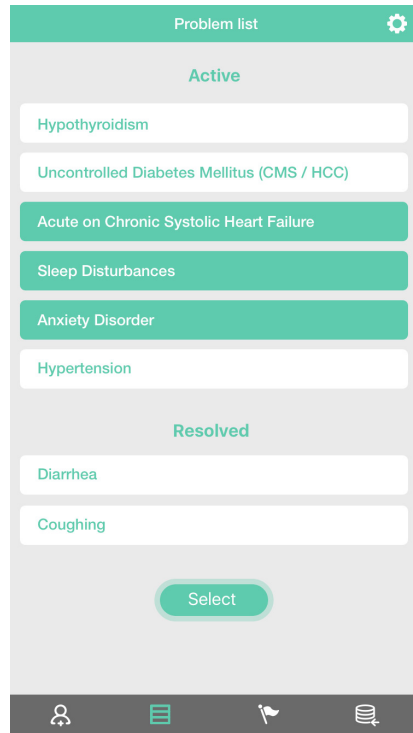 Problem list
Active
Hypothyroidism
Uncontrolled Diabetes Mellitus (CMS / HCC)
Acute on Chronic Systolic Heart Failure
Sleep Disturbances
Anxiety Disorder
Hypertension
Resolved
Diarrhea
Coughing
Select